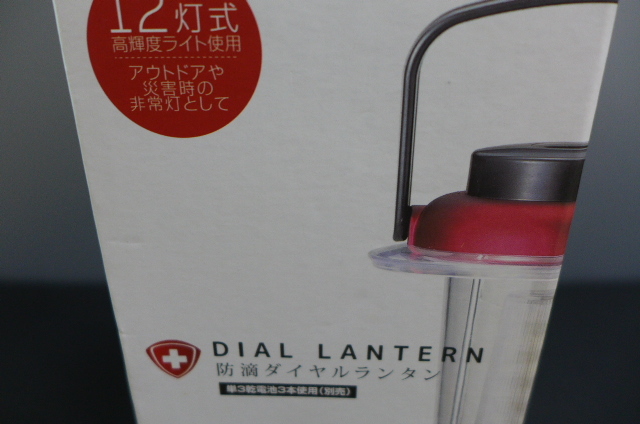 12灯式
高輝度ライト使用
アウトドアや
災害時の
非常灯として
DIAL LANTERN
防滴ダイヤルランタン
単3乾電池3本使用(別売)